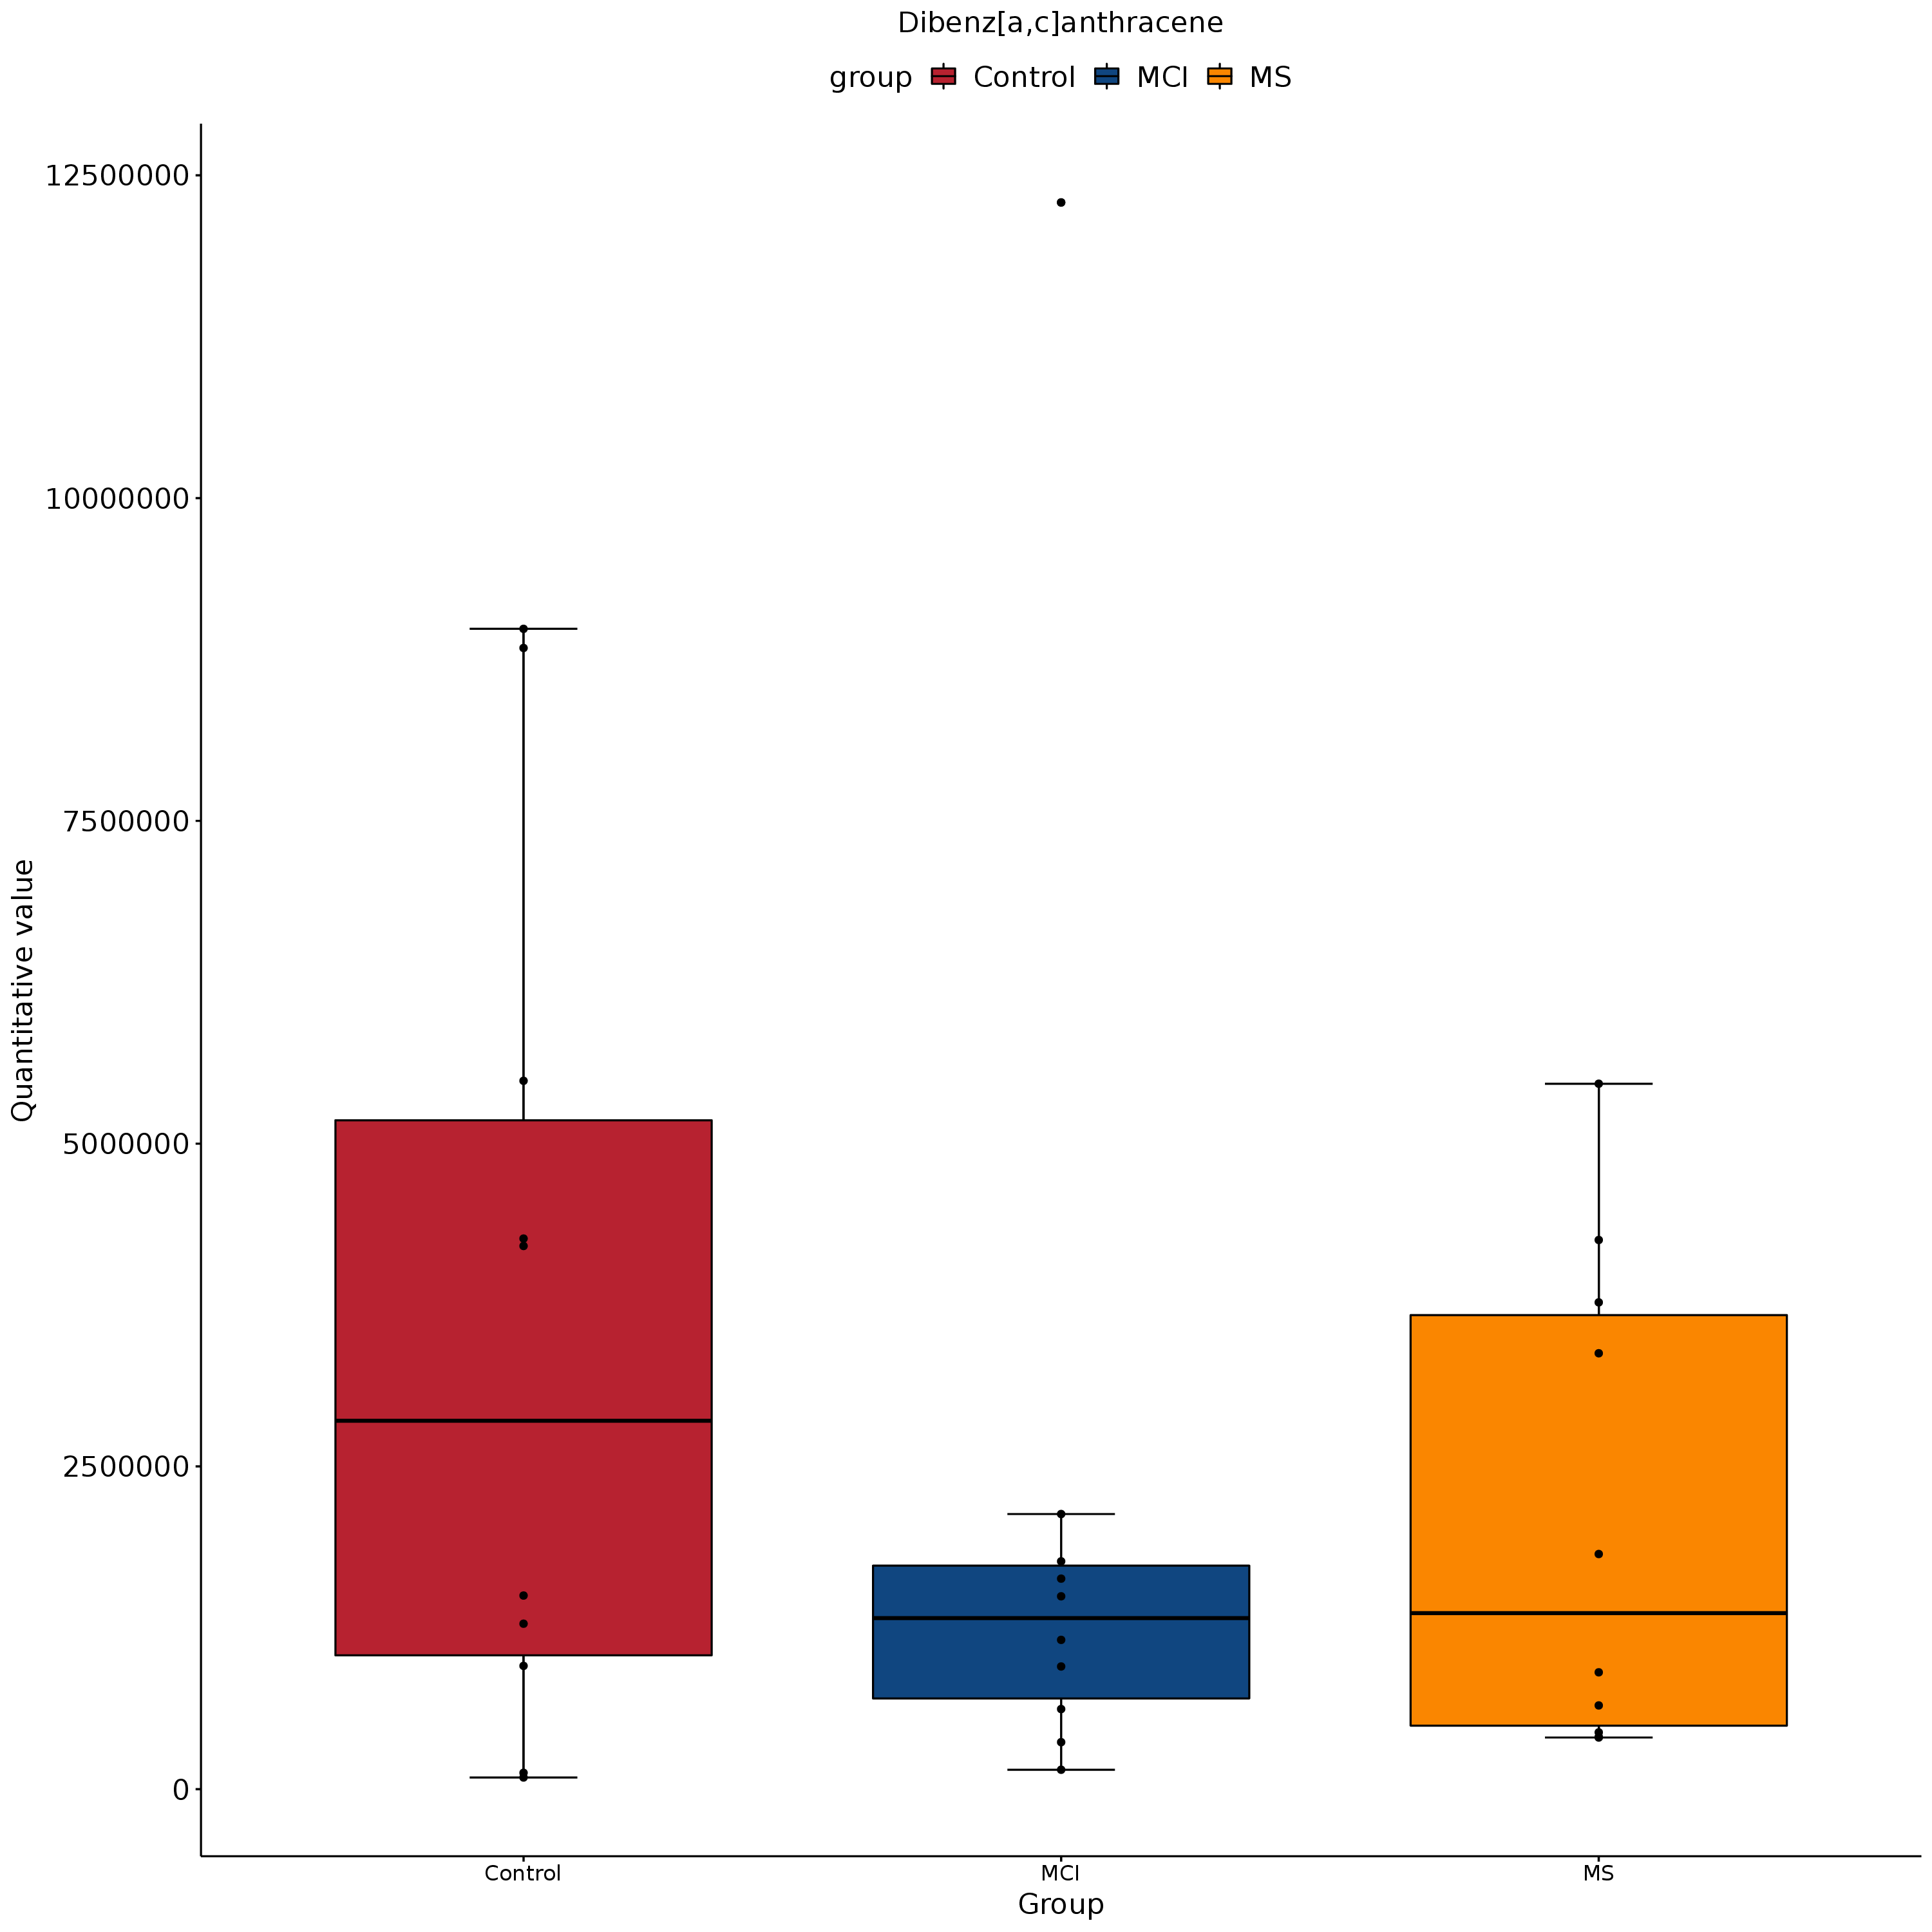 Dibenz[a,c]anthracene
group Control MCI MS
12500000
10000000
7500000
5000000
2500000
0
Quantitative value
Control MCI MS
Group